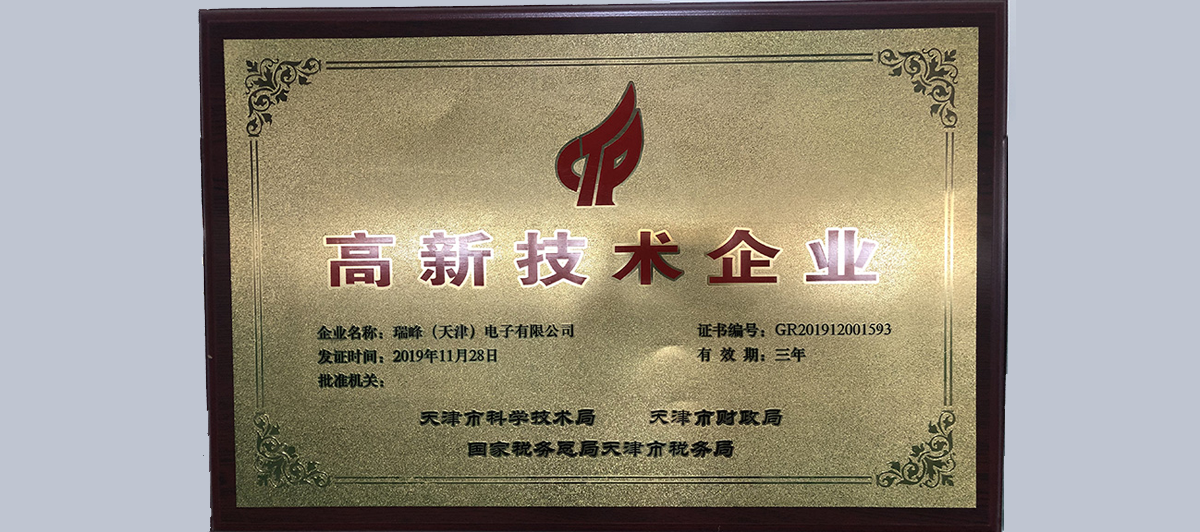 CTP
高新技术企业
企业名称：瑞峰（天津）电子有限公司
证书编号：GR201912001593
发证时间：2019年11月28日
有 效 期：三年
批准机关：
天津市科学技术局 天津市财政局
国家税务总局天津市税务局